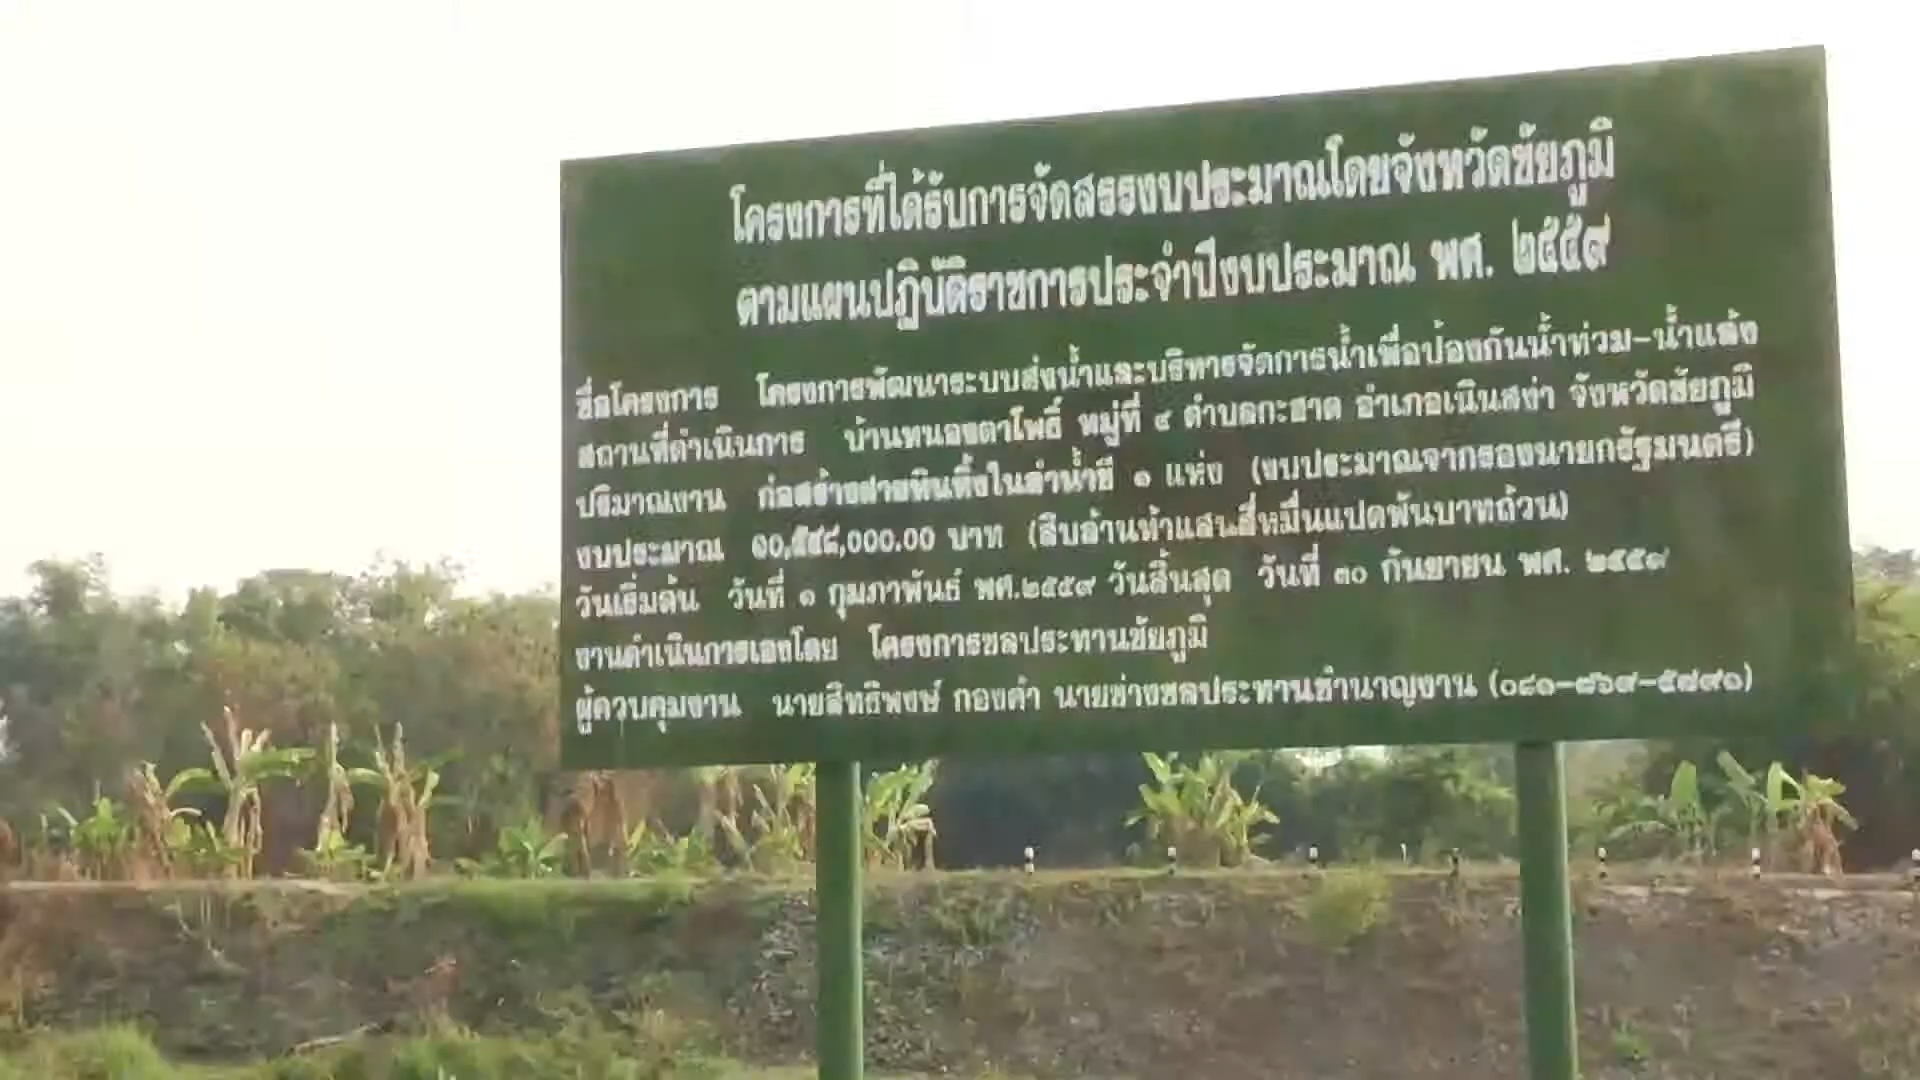 โครงการที่ได้รับการจัดสรรงบประมาณโดยจังหวัดชัยภูมิ
ตามแผนปฏิบัติราชการประจำปีงบประมาณ พศ. ๒๕๕๙
ชื่อโครงการ โครงการพัฒนาระบบส่งน้ำและบริหารจัดการน้ำเพื่อป้องกันน้ำท่วม-น้ำแล้ง
สถานที่ดำเนินการ บ้านหนองตาโพธิ์ หมู่ที่ ๔ ตำบลกะฮาด อำเภอเนินสง่า จังหวัดชัยภูมิ
ปริมาณงาน ก่อสร้างฝายหินทิ้งในลำน้ำชี ๑ แห่ง (งบประมาณจากรองนายกรัฐมนตรี)
งบประมาณ ๑๐,๕๔๘,๐๐๐.๐๐ บาท (สิบล้านห้าแสนสี่หมื่นแปดพันบาทถ้วน)
วันเริ่มต้น วันที่ ๑ กุมภาพันธ์ พศ.๒๕๕๙ วันสิ้นสุด วันที่ ๓๐ กันยายน พศ. ๒๕๕๙
งานดำเนินการเองโดย โครงการชลประทานชัยภูมิ
ผู้ควบคุมงาน นายสิทธิพงษ์ กองคำ นายช่างชลประทานชำนาญงาน (๐๘๑-๘๖๙-๕๗๙๑)